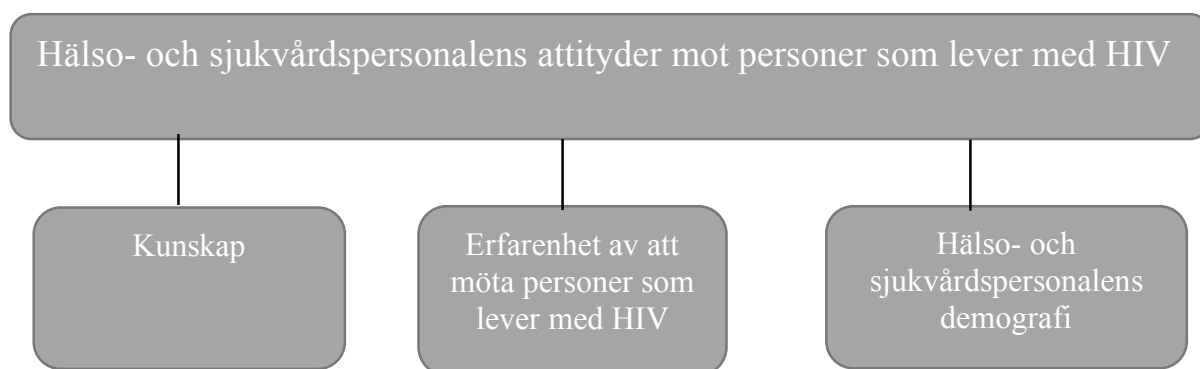 Hälso- och sjukvårdspersonalens attityder mot personer som lever med HIV
Kunskap
Erfarenhet av att
möta personer som
lever med HIV
Hälso- och
sjukvårdspersonalens
demografi